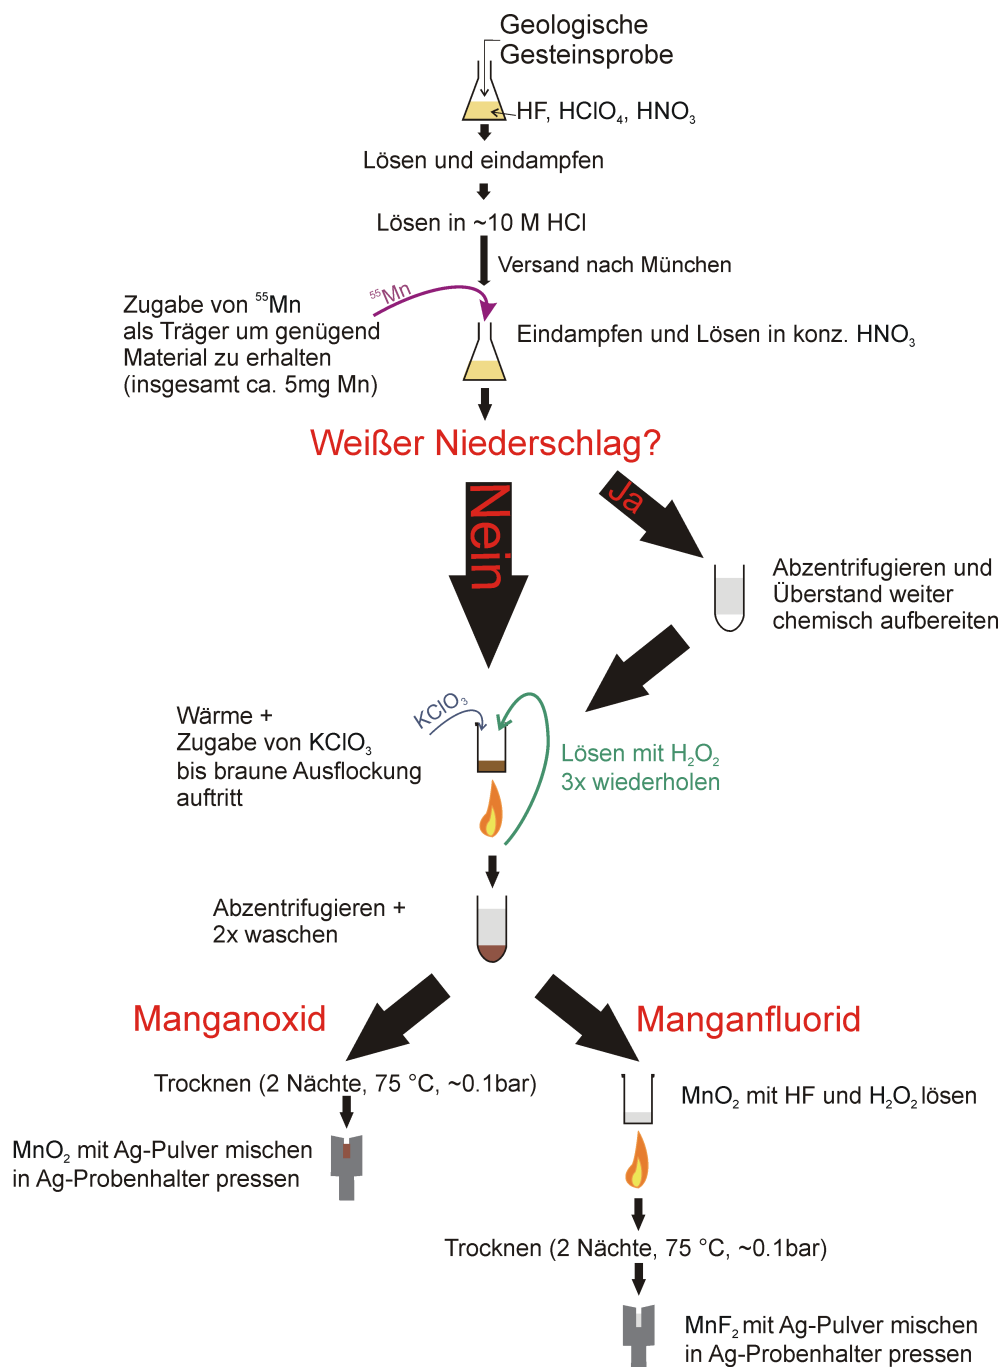 Geologische
Gesteinsprobe
HF, HClO₄, HNO₃
Lösen und eindampfen
Lösen in ~10 M HCl
Versand nach München
⁵⁵Mn
Zugabe von ⁵⁵Mn
als Träger um genügend
Material zu erhalten
(insgesamt ca. 5mg Mn)
Eindampfen und Lösen in konz. HNO₃
Weißer Niederschlag?
Nein
Ja
Abzentrifugieren und
Überstand weiter
chemisch aufbereiten
KClO₃
Wärme +
Zugabe von KClO₃
bis braune Ausflockung
auftritt
Lösen mit H₂O₂
3x wiederholen
Abzentrifugieren +
2x waschen
Manganoxid
Manganfluorid
Trocknen (2 Nächte, 75 °C, ~0.1bar)
MnO₂ mit HF und H₂O₂ lösen
MnO₂ mit Ag-Pulver mischen
in Ag-Probenhalter pressen
Trocknen (2 Nächte, 75 °C, ~0.1bar)
MnF₂ mit Ag-Pulver mischen
in Ag-Probenhalter pressen